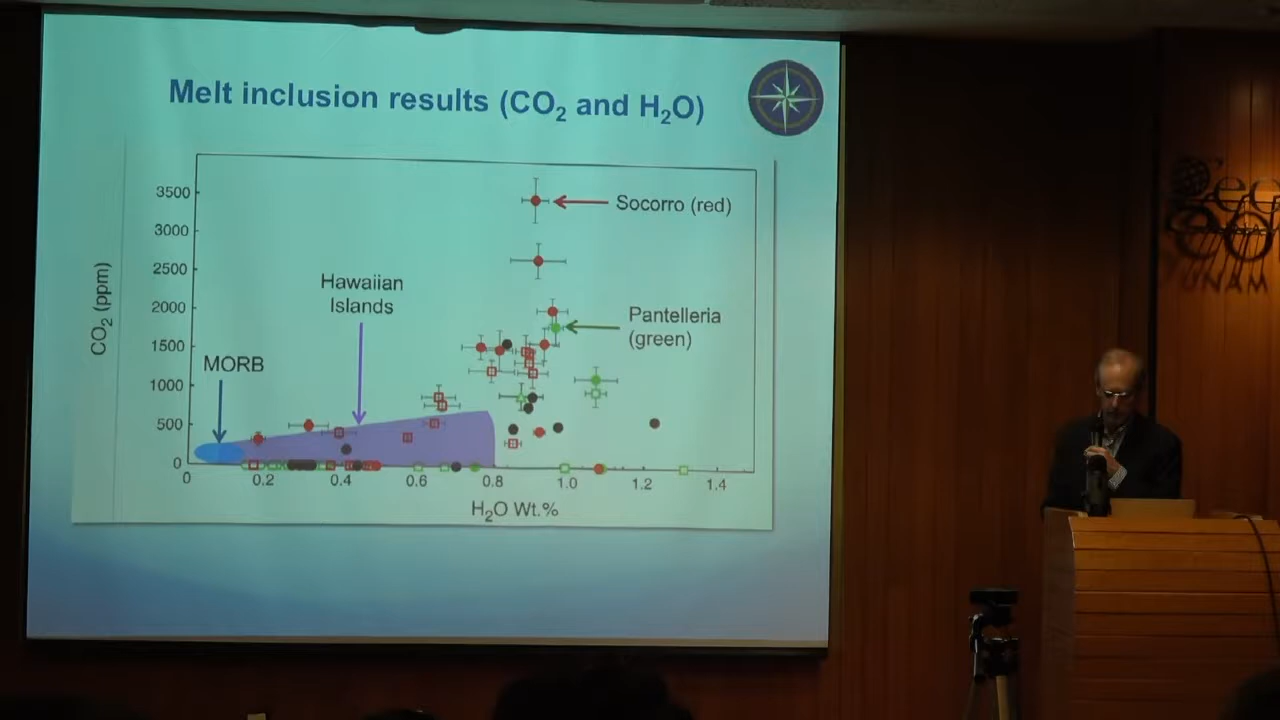 Melt inclusion results (CO₂ and H₂O)
3500
3000
2500
2000
1500
1000
500
0
CO₂ (ppm)
0
0.2
0.4
0.6
0.8
1.0
1.2
1.4
H₂O Wt.%
Socorro (red)
Hawaiian
Islands
Pantelleria
(green)
MORB
UNAM